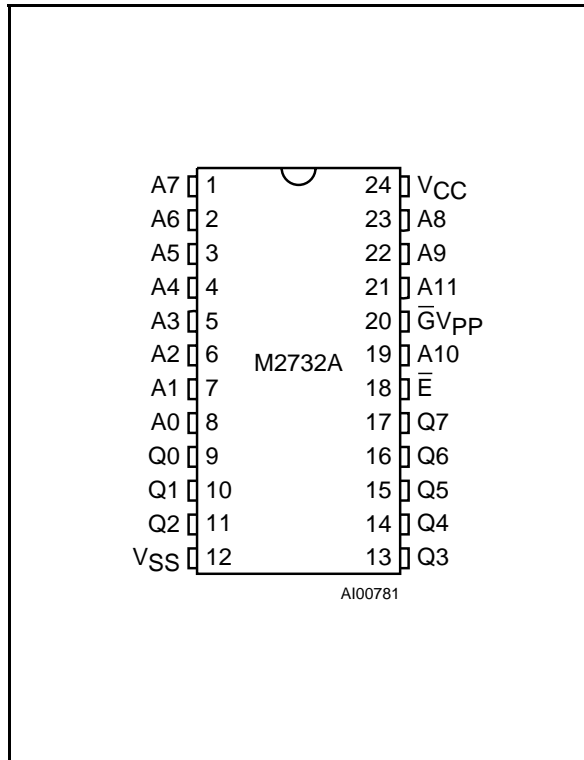 A7 1 24 VCC
A6 2 23 A8
A5 3 22 A9
A4 4 21 A11
A3 5 20 G̅VPP
A2 6 19 A10
M2732A
A1 7 18 E̅
A0 8 17 Q7
Q0 9 16 Q6
Q1 10 15 Q5
Q2 11 14 Q4
VSS 12 13 Q3
AI00781